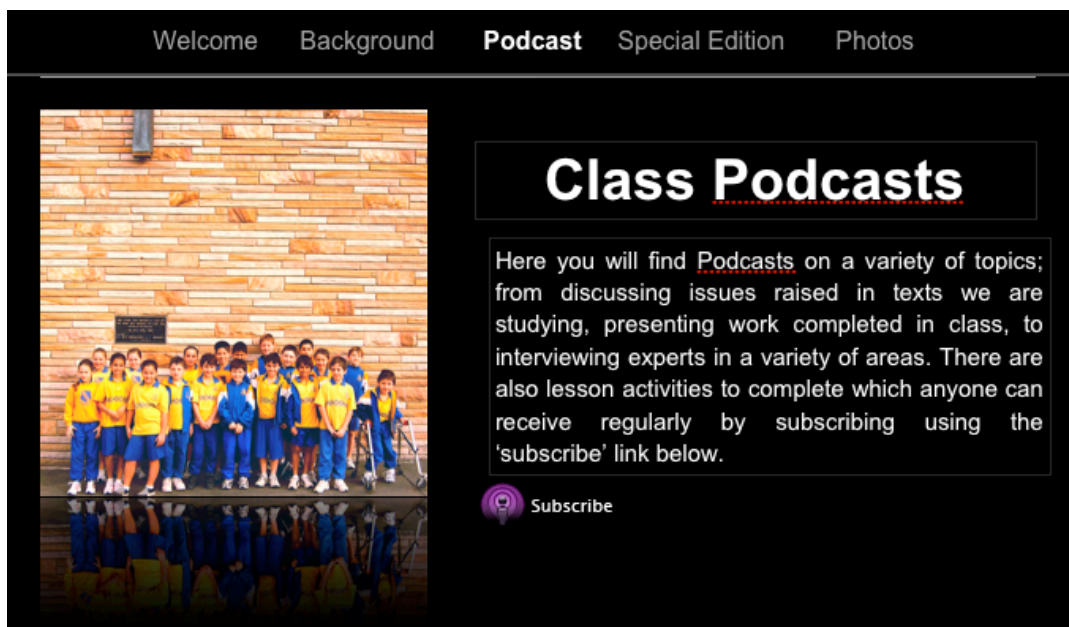 Welcome Background Podcast Special Edition Photos
Class Podcasts
Here you will find Podcasts on a variety of topics;
from discussing issues raised in texts we are
studying, presenting work completed in class, to
interviewing experts in a variety of areas. There are
also lesson activities to complete which anyone can
receive regularly by subscribing using the
‘subscribe’ link below.
Subscribe